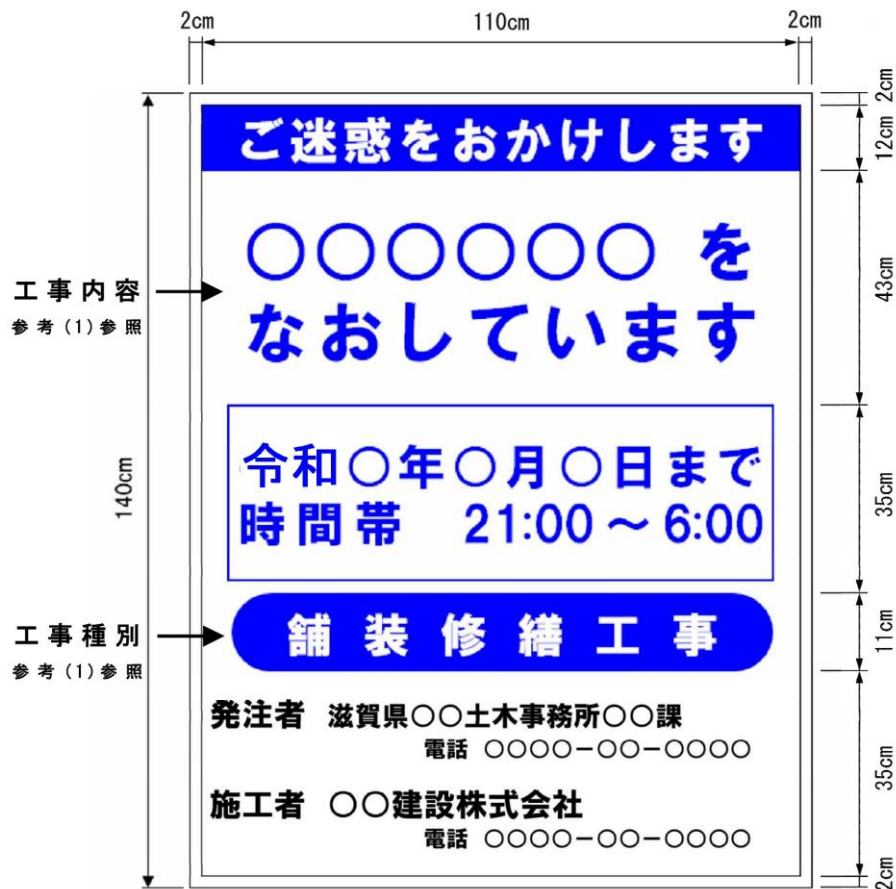 2cm 110cm 2cm
2cm
ご迷惑をおかけします
12cm
○○○○○○ を
なおしています
43cm
工事内容
参考(1)参照
140cm
令和○年○月○日まで
時間帯 21:00～6:00
35cm
工事種別
参考(1)参照
舗装修繕工事
11cm
発注者 滋賀県○○土木事務所○○課
電話 ○○○○-○○-○○○○
35cm
施工者 ○○建設株式会社
電話 ○○○○-○○-○○○○
2cm